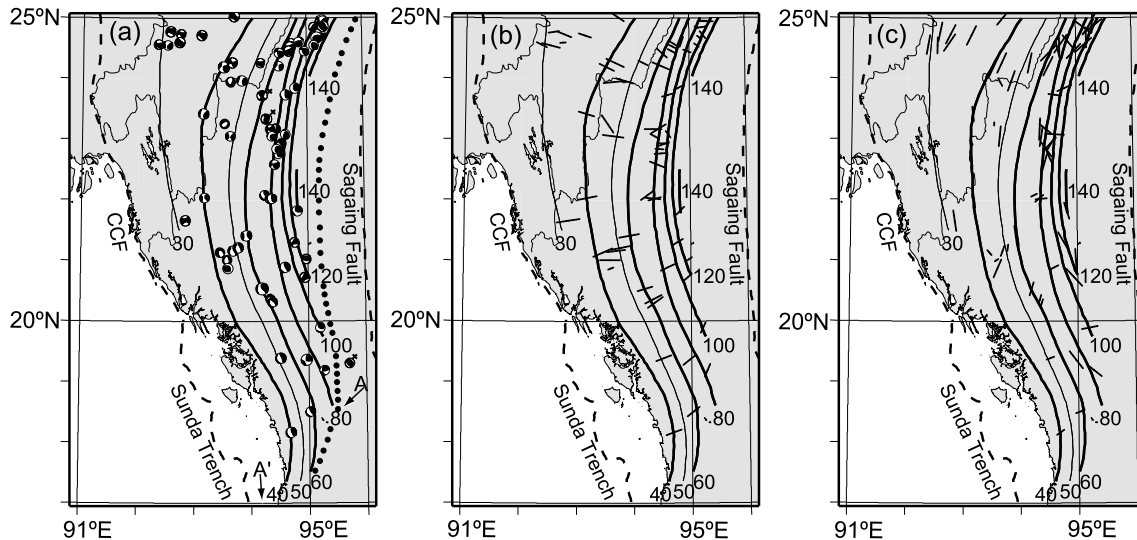 25ºN
(a)
140
Sagaing Fault
140
CCF
30
120
20ºN
100
A
80
Sunda Trench
A'
40 50 60
91ºE
95ºE
25ºN
(b)
140
Sagaing Fault
140
CCF
30
120
20ºN
100
80
Sunda Trench
40 50 60
91ºE
95ºE
25ºN
(c)
140
Sagaing Fault
140
CCF
30
120
20ºN
100
80
Sunda Trench
40 50 60
91ºE
95ºE